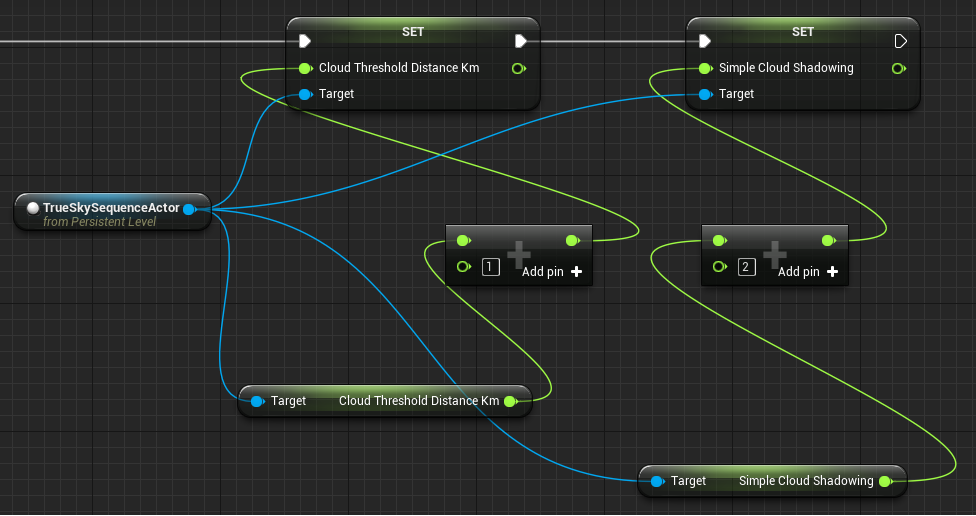 SET
SET
Cloud Threshold Distance Km
Simple Cloud Shadowing
Target
Target
TrueSkySequenceActor
from Persistent Level
1
Add pin
2
Add pin
Target
Cloud Threshold Distance Km
Target
Simple Cloud Shadowing